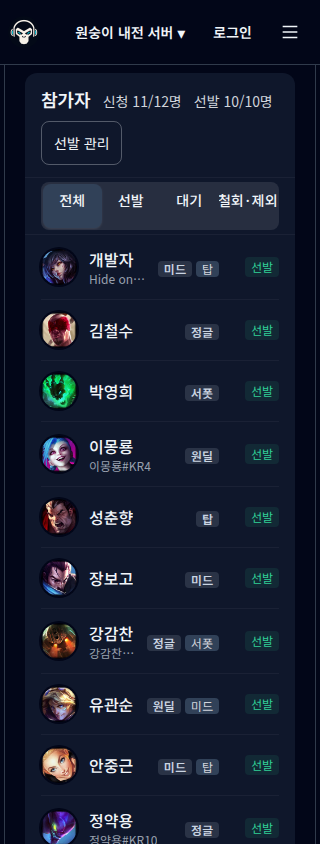 원숭이 내전 서버 ▼ 로그인
참가자 신청 11/12명 선발 10/10명
선발 관리
전체 선발 대기 철회·제외
개발자 미드 탑 선발
Hide on…
김철수 정글 선발
박영희 서폿 선발
이몽룡 원딜 선발
이몽룡#KR4
성춘향 탑 선발
장보고 미드 선발
강감찬 정글 서폿 선발
강감찬…
유관순 원딜 미드 선발
안중근 미드 탑 선발
정약용 정글 선발
정약용#KR10